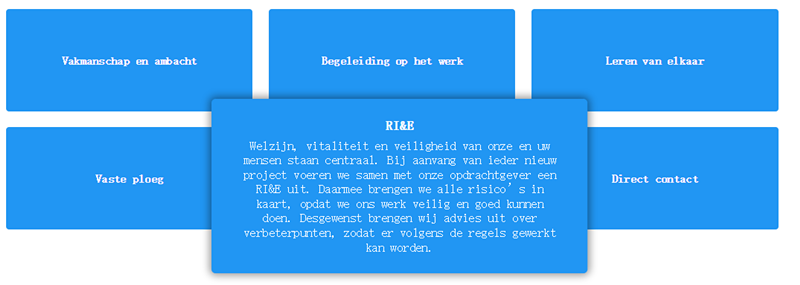 Vakmanschap en ambacht
Begeleiding op het werk
Leren van elkaar
RI&E
Welzijn, vitaliteit en veiligheid van onze en uw
mensen staan centraal. Bij aanvang van ieder nieuw
project voeren we samen met onze opdrachtgever een
RI&E uit. Daarmee brengen we alle risico's in
kaart, opdat we ons werk veilig en goed kunnen
doen. Desgewenst brengen wij advies uit over
verbeterpunten, zodat er volgens de regels gewerkt
kan worden.
Vaste ploeg
Direct contact